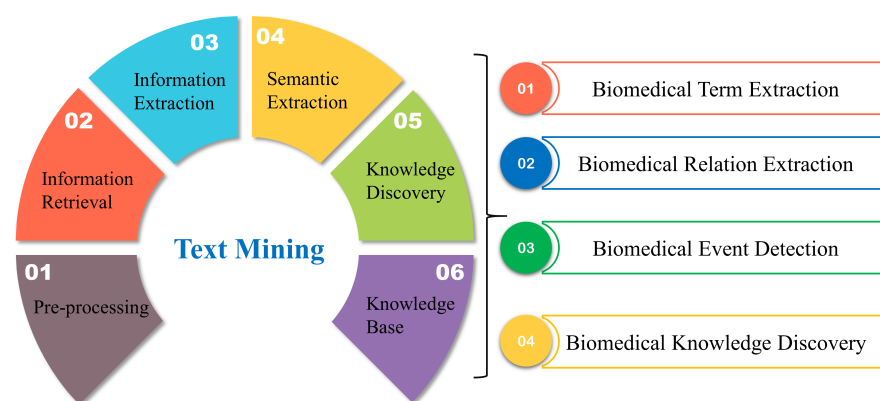 01
Pre-processing
02
Information
Retrieval
03
Information
Extraction
04
Semantic
Extraction
05
Knowledge
Discovery
06
Knowledge
Base
Text Mining
01
Biomedical Term Extraction
02
Biomedical Relation Extraction
03
Biomedical Event Detection
04
Biomedical Knowledge Discovery